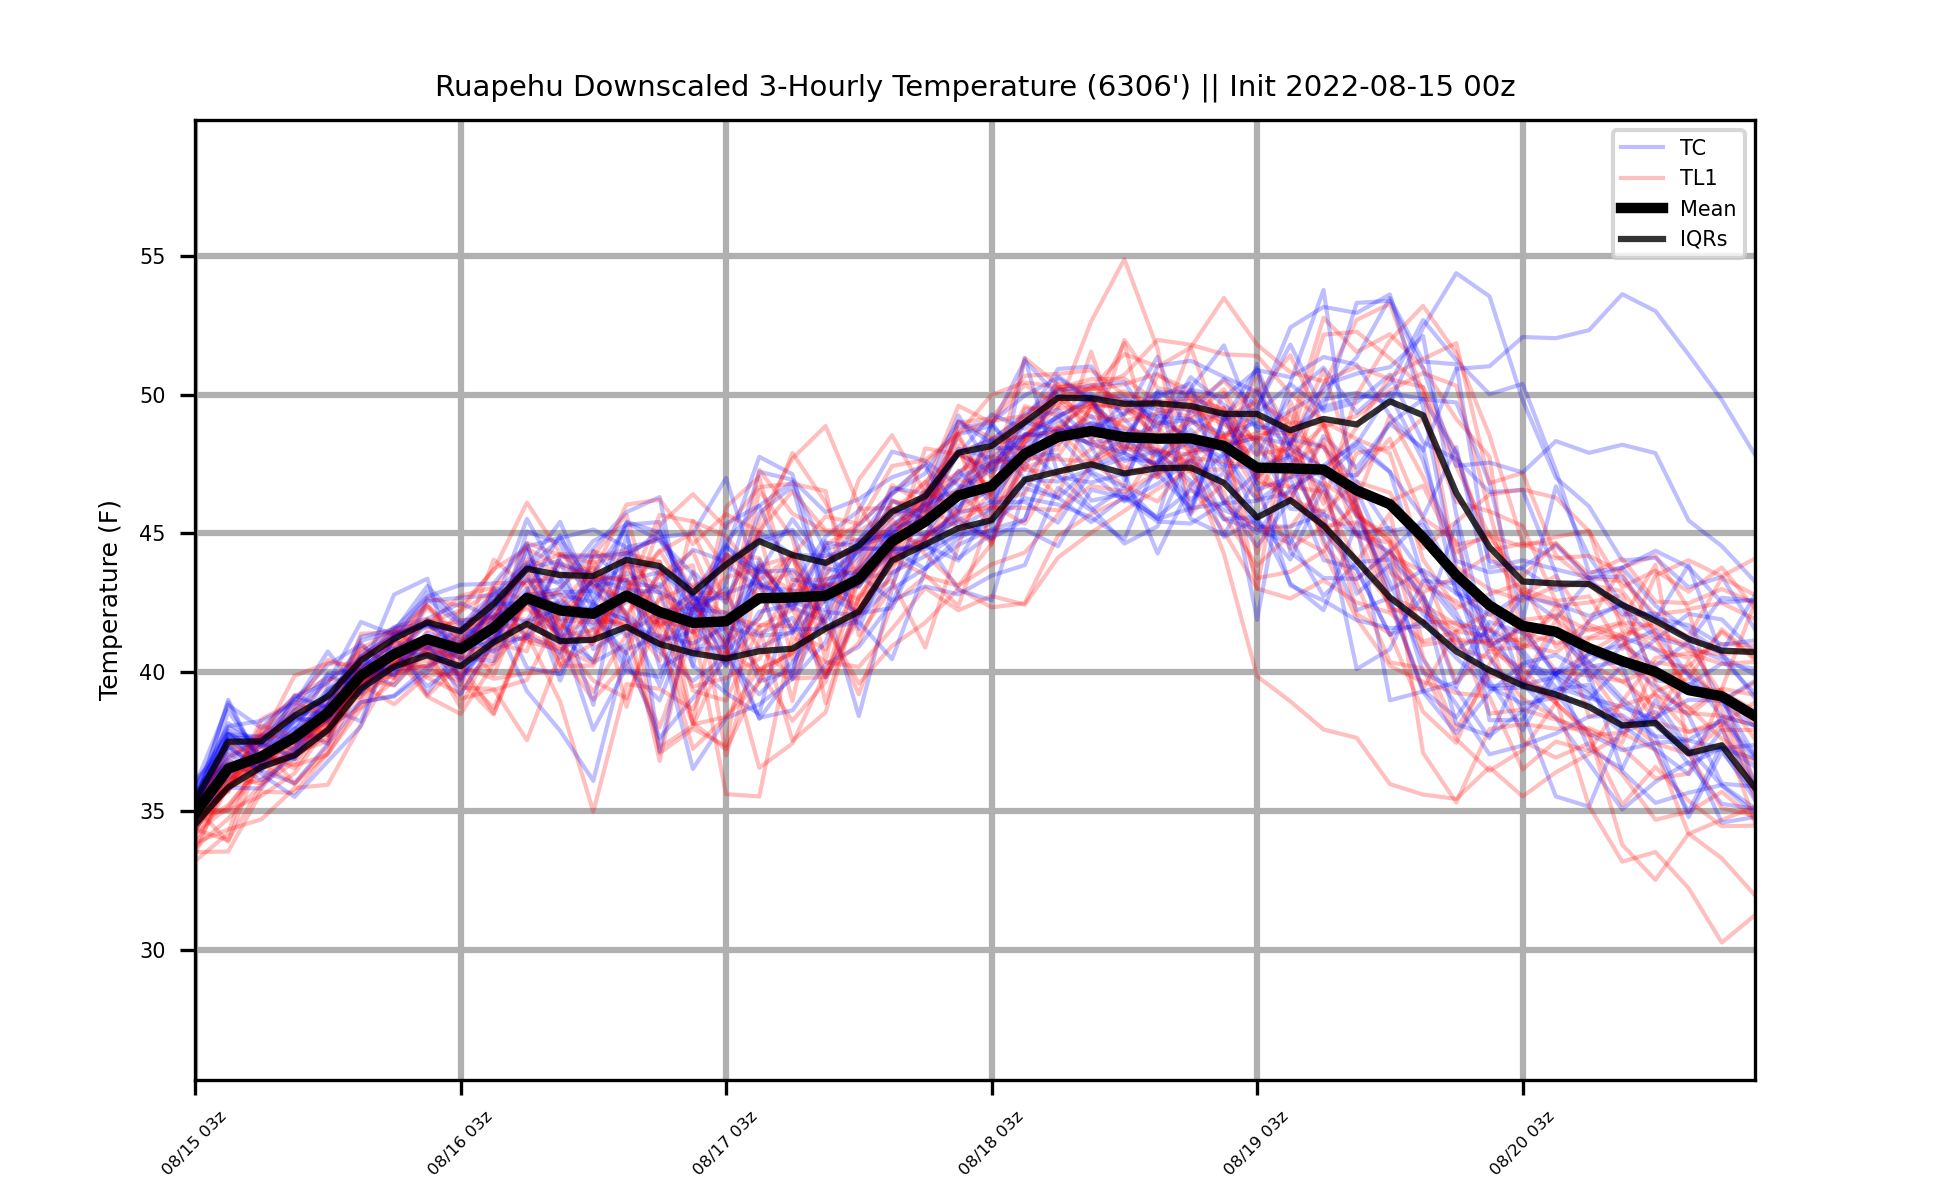 Ruapehu Downscaled 3-Hourly Temperature (6306') || Init 2022-08-15 00z
TC
TL1
Mean
IQRs
Temperature (F)
55
50
45
40
35
30
08/15 03z
08/16 03z
08/17 03z
08/18 03z
08/19 03z
08/20 03z